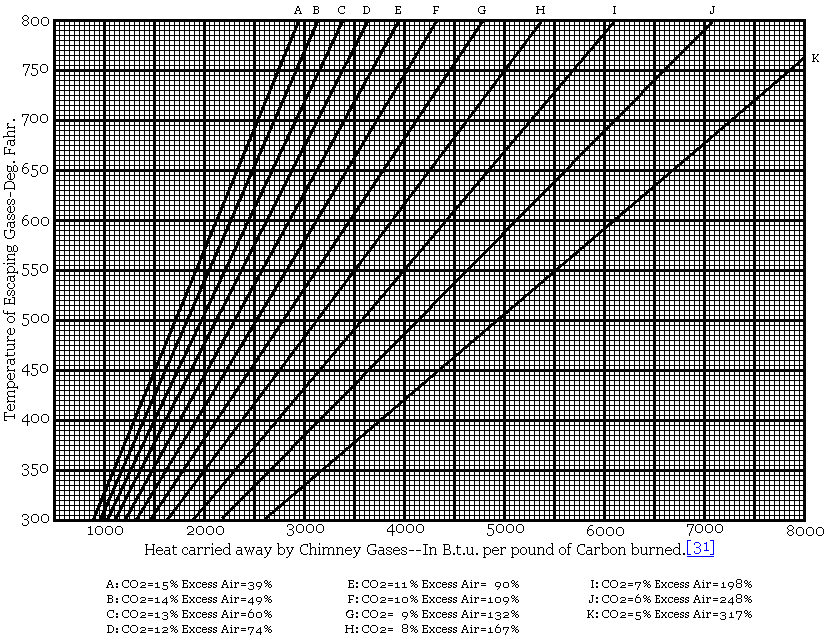 A B C D E F G H I J
K
Temperature of Escaping Gases-Deg. Fahr.
800
750
700
650
600
550
500
450
400
350
300
1000 2000 3000 4000 5000 6000 7000 8000
Heat carried away by Chimney Gases--In B.t.u. per pound of Carbon burned.[31]
A: CO2=15% Excess Air=39% E: CO2=11% Excess Air= 90% I: CO2=7% Excess Air=198%
B: CO2=14% Excess Air=49% F: CO2=10% Excess Air=109% J: CO2=6% Excess Air=248%
C: CO2=13% Excess Air=60% G: CO2= 9% Excess Air=132% K: CO2=5% Excess Air=317%
D: CO2=12% Excess Air=74% H: CO2= 8% Excess Air=167%